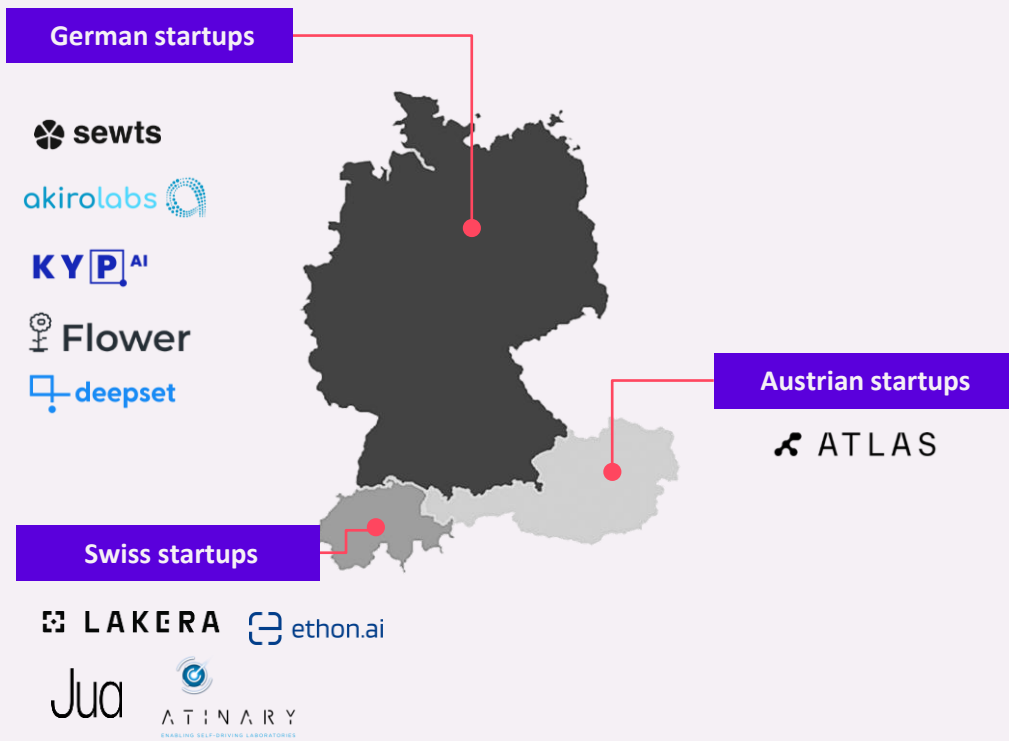 German startups
sewts
akirolabs
KYP AI
Flower
deepset
Austrian startups
ATLAS
Swiss startups
LAKERA
ethon.ai
Jua
ATINARY
ENABLING SELF-DRIVING LABORATORIES